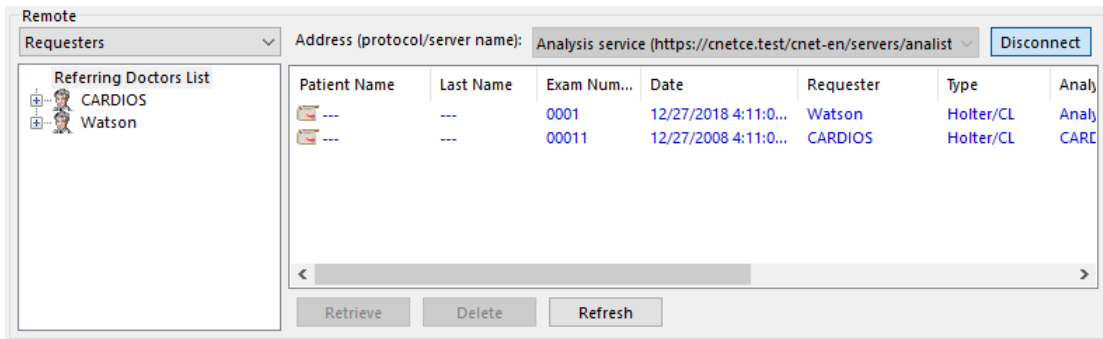 Remote
Requesters
Address (protocol/server name):
Analysis service (https://cnetce.test/cnet-en/servers/analist
Disconnect
Referring Doctors List
CARDIOS
Watson
Patient Name Last Name Exam Num... Date Requester Type Analy
--- --- 0001 12/27/2018 4:11:0... Watson Holter/CL Analy
--- --- 00011 12/27/2008 4:11:0... CARDIOS Holter/CL CARD
Retrieve Delete Refresh